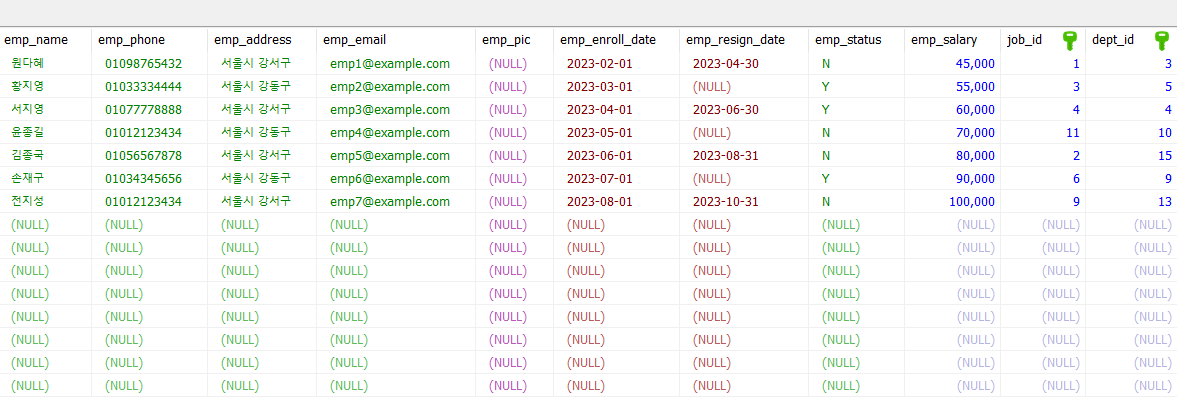 emp_name emp_phone emp_address emp_email emp_pic emp_enroll_date emp_resign_date emp_status emp_salary job_id dept_id
원다혜 01098765432 서울시 강서구 emp1@example.com (NULL) 2023-02-01 2023-04-30 N 45,000 1 3
황지영 01033334444 서울시 강동구 emp2@example.com (NULL) 2023-03-01 (NULL) Y 55,000 3 5
서지영 01077778888 서울시 강서구 emp3@example.com (NULL) 2023-04-01 2023-06-30 Y 60,000 4 4
윤종길 01012123434 서울시 강동구 emp4@example.com (NULL) 2023-05-01 (NULL) N 70,000 11 10
김종국 01056567878 서울시 강서구 emp5@example.com (NULL) 2023-06-01 2023-08-31 N 80,000 2 15
손재구 01034345656 서울시 강동구 emp6@example.com (NULL) 2023-07-01 (NULL) Y 90,000 6 9
전지성 01012123434 서울시 강서구 emp7@example.com (NULL) 2023-08-01 2023-10-31 N 100,000 9 13
(NULL) (NULL) (NULL) (NULL) (NULL) (NULL) (NULL) (NULL) (NULL) (NULL) (NULL)
(NULL) (NULL) (NULL) (NULL) (NULL) (NULL) (NULL) (NULL) (NULL) (NULL) (NULL)
(NULL) (NULL) (NULL) (NULL) (NULL) (NULL) (NULL) (NULL) (NULL) (NULL) (NULL)
(NULL) (NULL) (NULL) (NULL) (NULL) (NULL) (NULL) (NULL) (NULL) (NULL) (NULL)
(NULL) (NULL) (NULL) (NULL) (NULL) (NULL) (NULL) (NULL) (NULL) (NULL) (NULL)
(NULL) (NULL) (NULL) (NULL) (NULL) (NULL) (NULL) (NULL) (NULL) (NULL) (NULL)
(NULL) (NULL) (NULL) (NULL) (NULL) (NULL) (NULL) (NULL) (NULL) (NULL) (NULL)
(NULL) (NULL) (NULL) (NULL) (NULL) (NULL) (NULL) (NULL) (NULL) (NULL) (NULL)